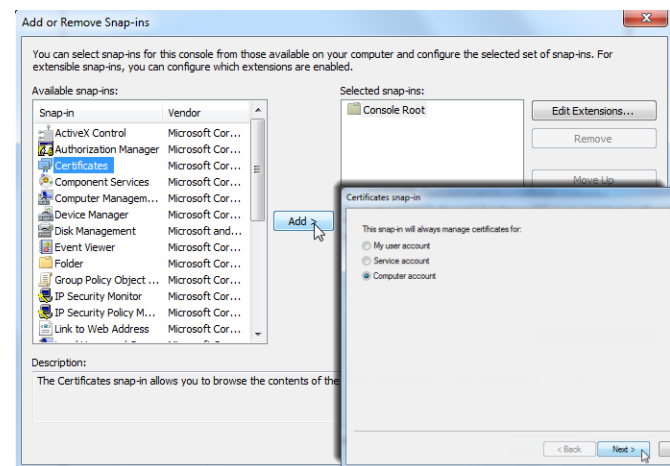 Add or Remove Snap-ins
You can select snap-ins for this console from those available on your computer and configure the selected set of snap-ins. For
extensible snap-ins, you can configure which extensions are enabled.
Available snap-ins:
Snap-in Vendor
ActiveX Control Microsoft Cor...
Authorization Manager Microsoft Cor...
Certificates Microsoft Cor...
Component Services Microsoft Cor...
Computer Managem... Microsoft Cor...
Device Manager Microsoft Cor...
Disk Management Microsoft and...
Event Viewer Microsoft Cor...
Folder Microsoft Cor...
Group Policy Object ... Microsoft Cor...
IP Security Monitor Microsoft Cor...
IP Security Policy M... Microsoft Cor...
Link to Web Address Microsoft Cor...
Add >
Selected snap-ins:
Console Root
Edit Extensions...
Remove
Move Up
Description:
The Certificates snap-in allows you to browse the contents of the
Certificates snap-in
This snap-in will always manage certificates for:
My user account
Service account
Computer account
< Back
Next >